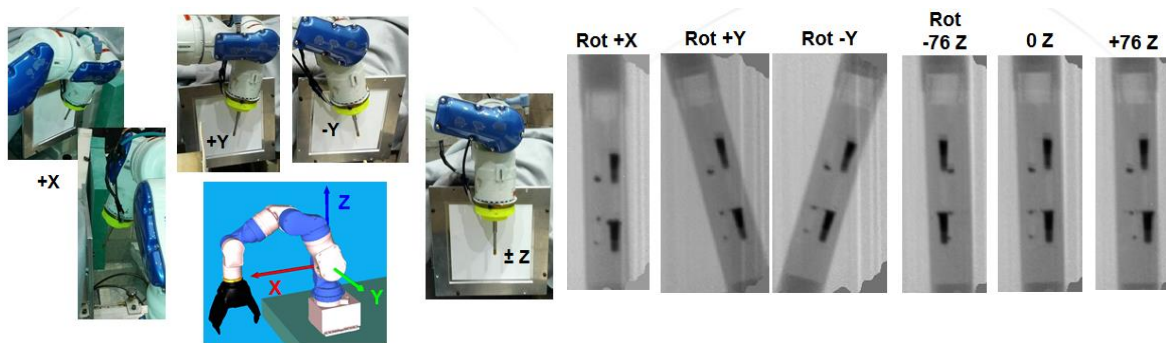 +X
+Y
-Y
Z
X
Y
± Z
Rot +X
Rot +Y
Rot -Y
Rot
-76 Z
0 Z
+76 Z